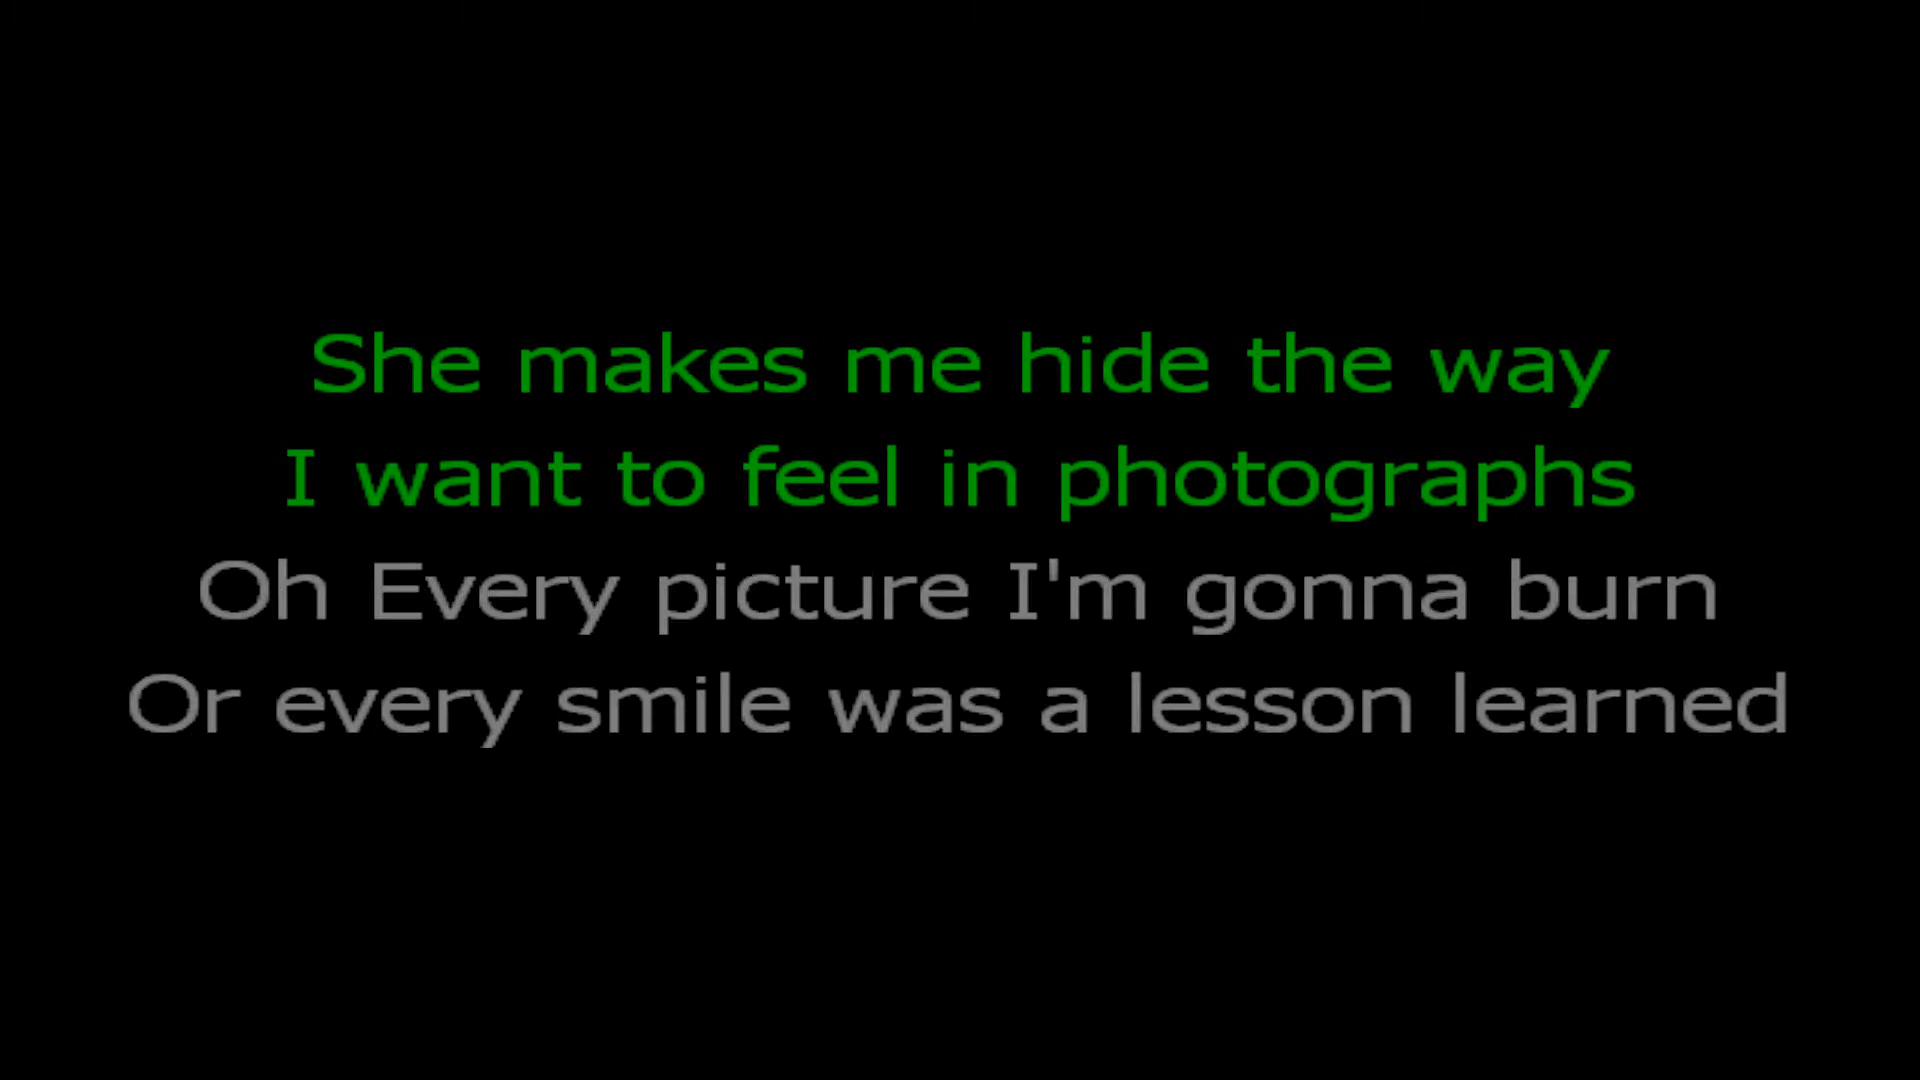 She makes me hide the way
I want to feel in photographs
Oh Every picture I'm gonna burn
Or every smile was a lesson learned